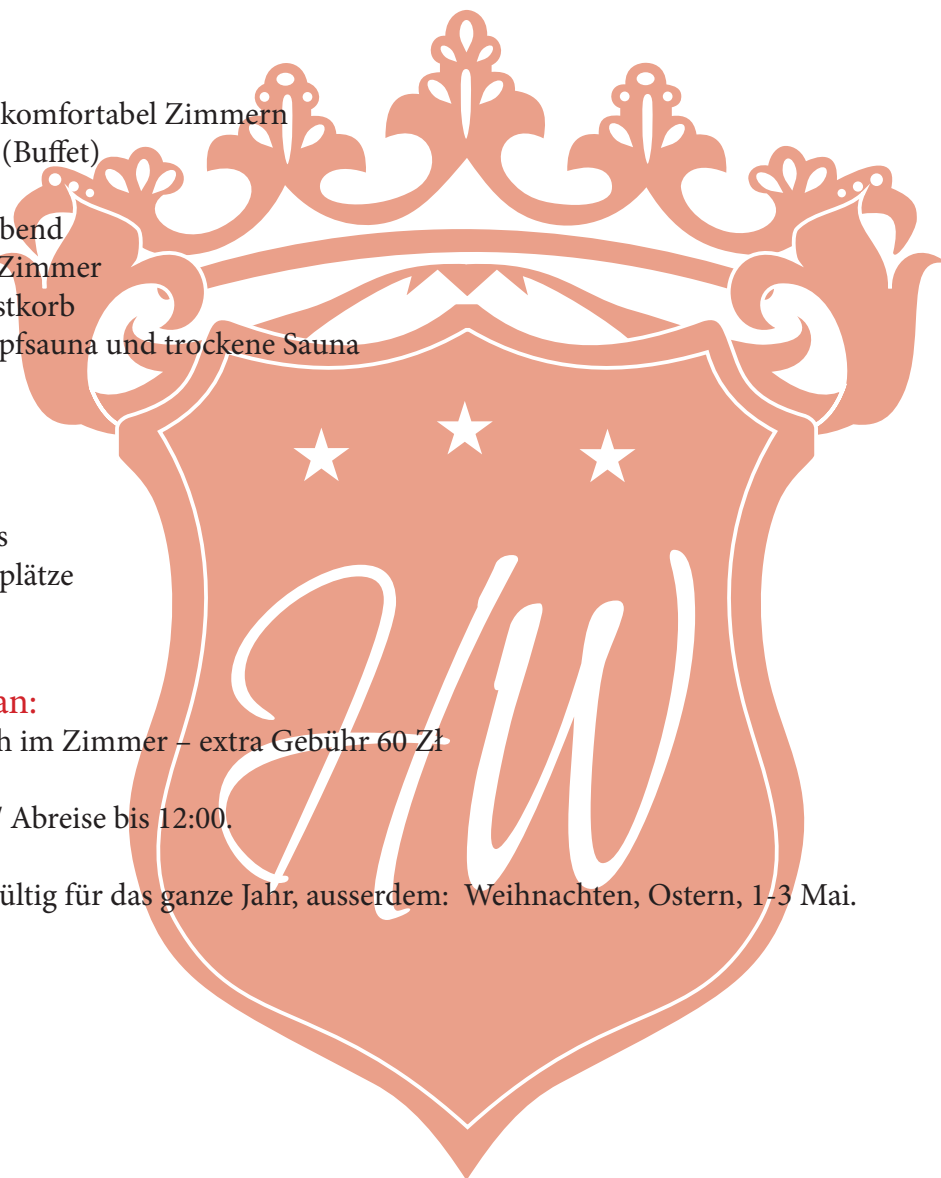 komfortabel Zimmern
(Buffet)
bend
Zimmer
stkorb
pfsauna und trockene Sauna
s
plätze
an:
h im Zimmer – extra Gebühr 60 Zł
Abreise bis 12:00.
ültig für das ganze Jahr, ausserdem: Weihnachten, Ostern, 1-3 Mai.
HW